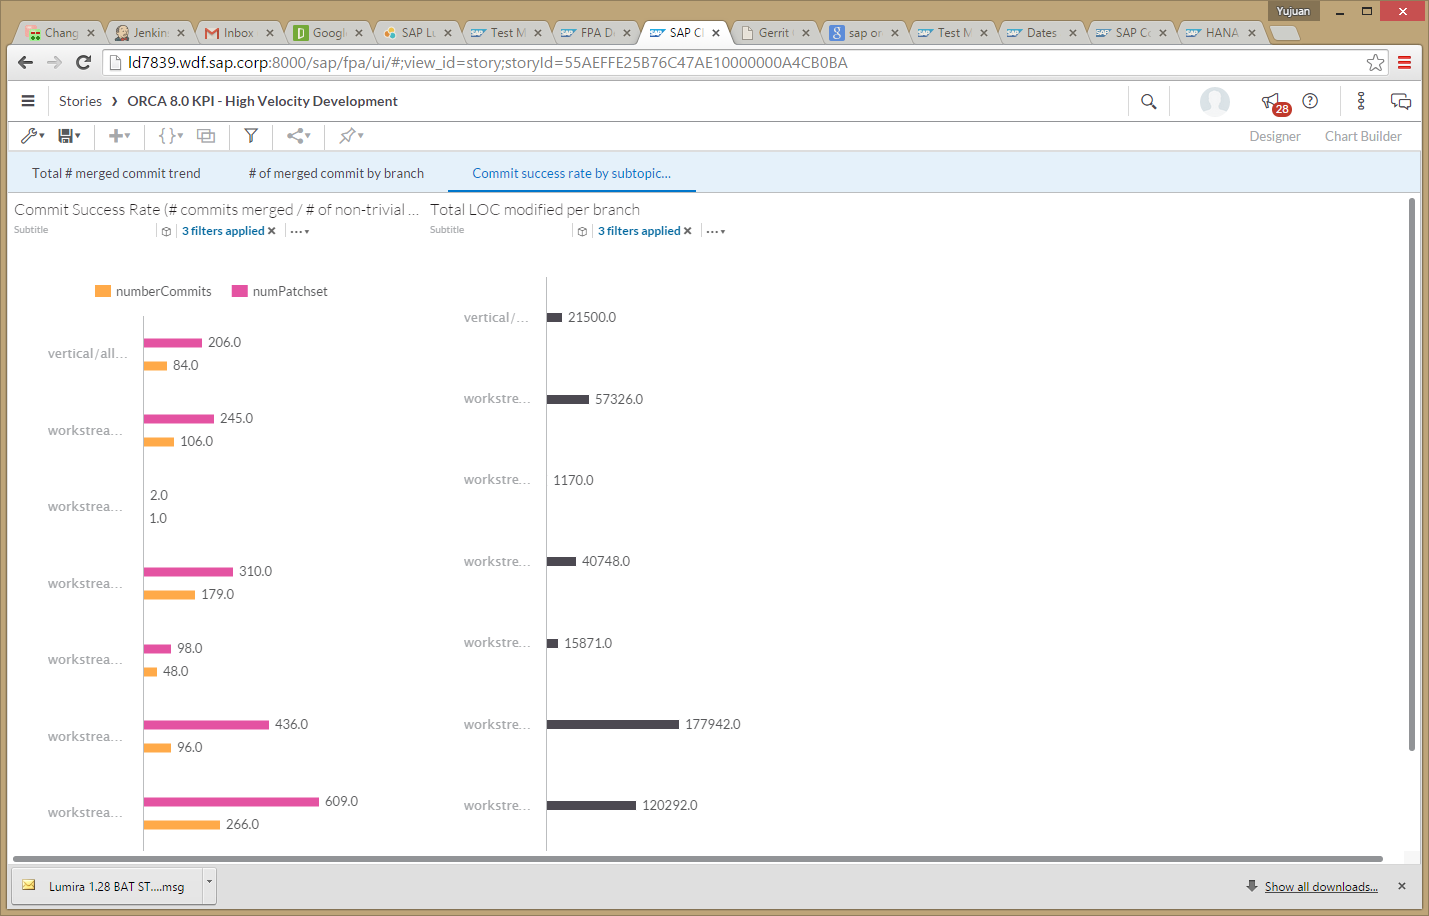 Yujuan
Chang
Jenkin
Inbox
Googl
SAP Lu
Test M
FPA D
SAP Cl
Gerrit
sap or
Test M
Dates
SAP Co
HANA
ld7839.wdf.sap.corp:8000/sap/fpa/ui/#;view_id=story;storyId=55AEFFE25B76C47AE10000000A4CB0BA
Stories > ORCA 8.0 KPI - High Velocity Development
28
Designer Chart Builder
Total # merged commit trend
# of merged commit by branch
Commit success rate by subtopic...
Commit Success Rate (# commits merged / # of non-trivial ...
Subtitle
3 filters applied
numberCommits numPatchset
vertical/all...
206.0
84.0
workstrea...
245.0
106.0
workstrea...
2.0
1.0
workstrea...
310.0
179.0
workstrea...
98.0
48.0
workstrea...
436.0
96.0
workstrea...
609.0
266.0
Total LOC modified per branch
Subtitle
3 filters applied
vertical/... 21500.0
workstre... 57326.0
workstre... 1170.0
workstre... 40748.0
workstre... 15871.0
workstre... 177942.0
workstre... 120292.0
Lumira 1.28 BAT ST....msg
Show all downloads...